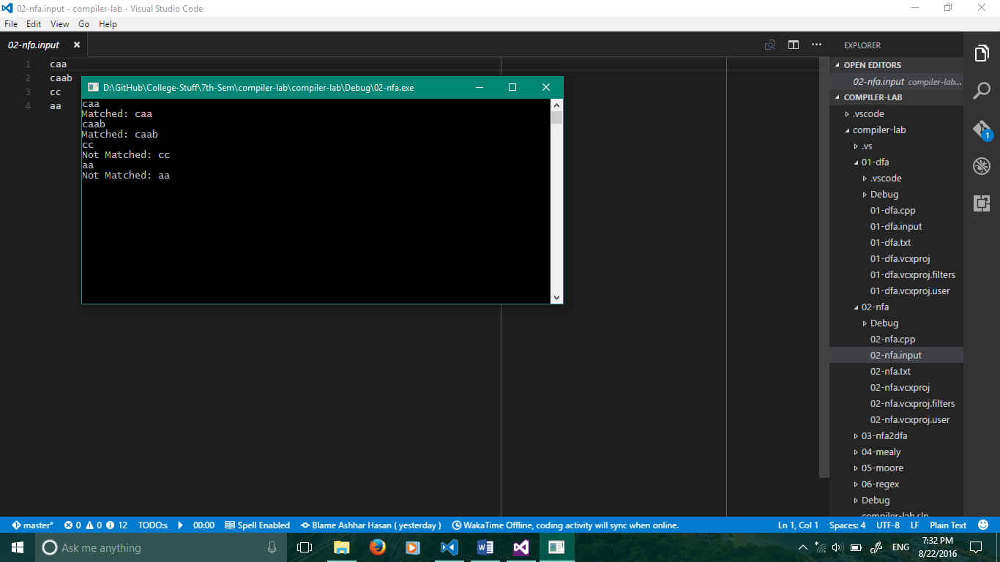 02-nfa.input - compiler-lab - Visual Studio Code
File Edit View Go Help
02-nfa.input
1 caa
2 caab
3 cc
4 aa
D:\GitHub\College-Stuff\7th-Sem\compiler-lab\compiler-lab\Debug\02-nfa.exe
caa
Matched: caa
caab
Matched: caab
cc
Not Matched: cc
aa
Not Matched: aa
EXPLORER
OPEN EDITORS
02-nfa.input compiler-lab...
COMPILER-LAB
.vscode
compiler-lab
.vs
01-dfa
.vscode
Debug
01-dfa.cpp
01-dfa.input
01-dfa.txt
01-dfa.vcxproj
01-dfa.vcxproj.filters
01-dfa.vcxproj.user
02-nfa
Debug
02-nfa.cpp
02-nfa.input
02-nfa.txt
02-nfa.vcxproj
02-nfa.vcxproj.filters
02-nfa.vcxproj.user
03-nfa2dfa
04-mealy
05-moore
06-regex
Debug
compiler-lab.sln
1
master* 0 0 12 TODO:s 00:00 Spell Enabled Blame Ashhar Hasan ( yesterday ) WakaTime Offline, coding activity will sync when online. Ln 1, Col 1 Spaces: 4 UTF-8 LF Plain Text
Ask me anything
ENG
7:32 PM
8/22/2016